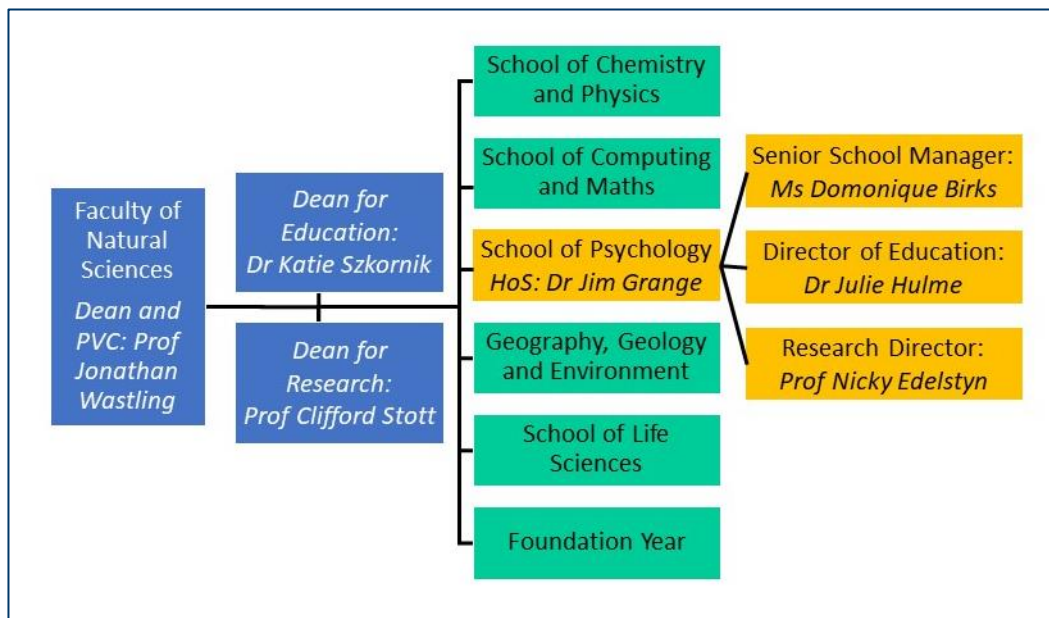 Faculty of
Natural
Sciences
Dean and
PVC: Prof
Jonathan
Wastling
Dean for
Education:
Dr Katie Szkornik
Dean for
Research:
Prof Clifford Stott
School of Chemistry
and Physics
School of Computing
and Maths
School of Psychology
HoS: Dr Jim Grange
Geography, Geology
and Environment
School of Life
Sciences
Foundation Year
Senior School Manager:
Ms Domonique Birks
Director of Education:
Dr Julie Hulme
Research Director:
Prof Nicky Edelstyn